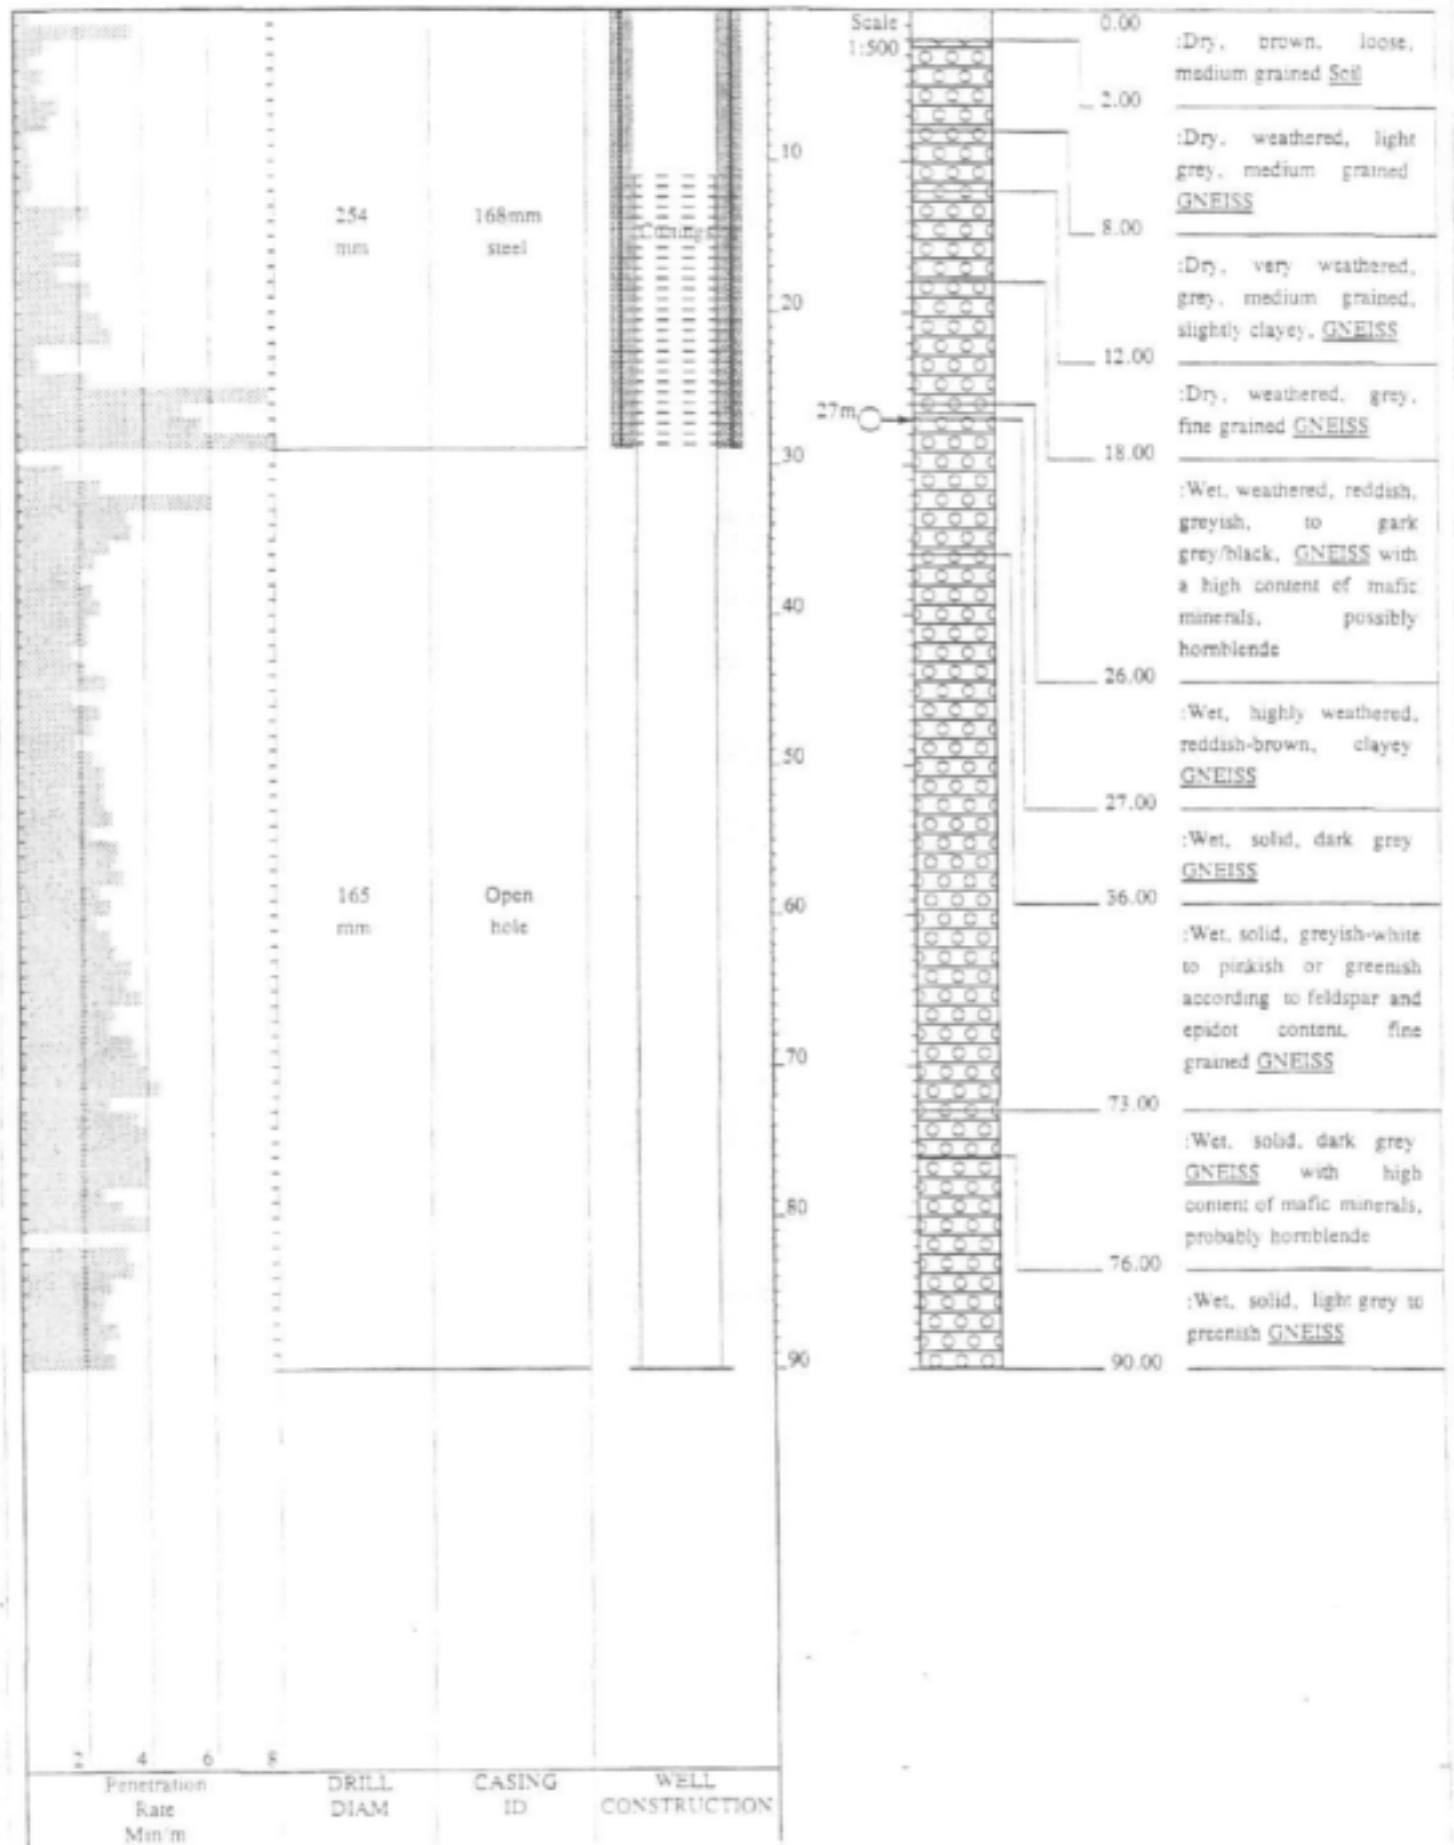 Scale
1:500
0.00
:Dry, brown, loose,
medium grained Soil
2.00
:Dry, weathered, light
grey, medium grained
GNEISS
8.00
:Dry, very weathered,
grey, medium grained,
slightly clayey, GNEISS
12.00
:Dry, weathered, grey,
fine grained GNEISS
18.00
:Wet, weathered, reddish,
greyish, to gark
grey/black, GNEISS with
a high content of mafic
minerals, possibly
hornblende
26.00
:Wet, highly weathered,
reddish-brown, clayey
GNEISS
27.00
:Wet, solid, dark grey
GNEISS
36.00
:Wet, solid, greyish-white
to pinkish or greenish
according to feldspar and
epidot content, fine
grained GNEISS
73.00
:Wet, solid, dark grey
GNEISS with high
content of mafic minerals,
probably hornblende
76.00
:Wet, solid, light grey to
greenish GNEISS
90.00
27m
10
20
30
40
50
60
70
80
90
254
mm
168mm
steel
Cuttings
165
mm
Open
hole
2 4 6 8
Penetration
Rate
Min/m
DRILL
DIAM
CASING
ID
WELL
CONSTRUCTION